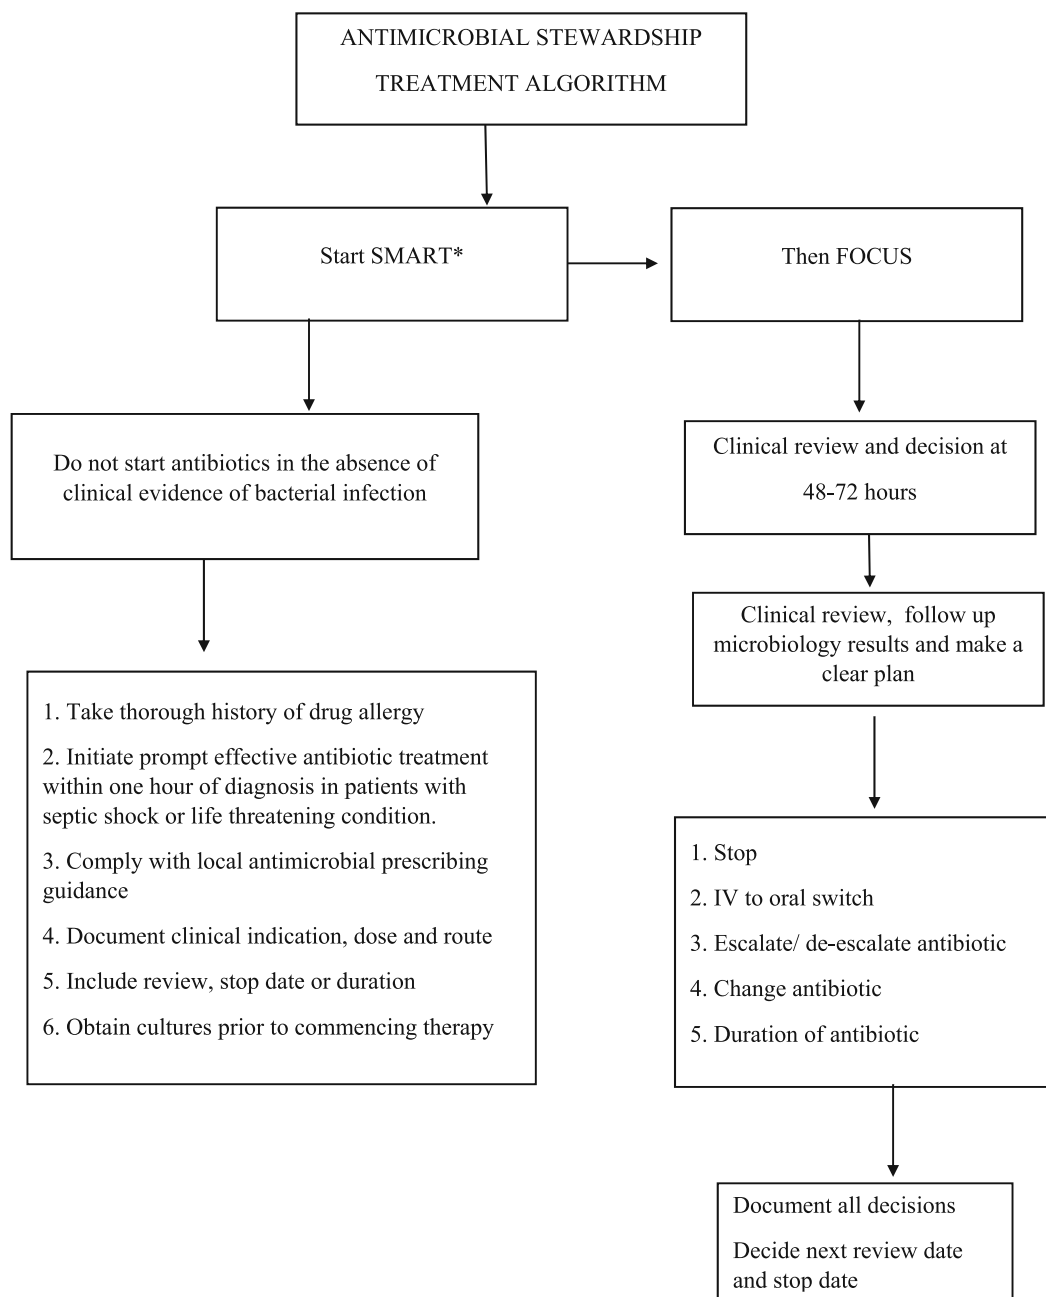 ANTIMICROBIAL STEWARDSHIP
TREATMENT ALGORITHM
Start SMART*
Then FOCUS
Do not start antibiotics in the absence of
clinical evidence of bacterial infection
1. Take thorough history of drug allergy
2. Initiate prompt effective antibiotic treatment
within one hour of diagnosis in patients with
septic shock or life threatening condition.
3. Comply with local antimicrobial prescribing
guidance
4. Document clinical indication, dose and route
5. Include review, stop date or duration
6. Obtain cultures prior to commencing therapy
Clinical review and decision at
48-72 hours
Clinical review, follow up
microbiology results and make a
clear plan
1. Stop
2. IV to oral switch
3. Escalate/ de-escalate antibiotic
4. Change antibiotic
5. Duration of antibiotic
Document all decisions
Decide next review date
and stop date